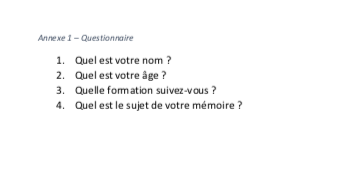 Annexe 1 – Questionnaire
1. Quel est votre nom ?
2. Quel est votre âge ?
3. Quelle formation suivez-vous ?
4. Quel est le sujet de votre mémoire ?